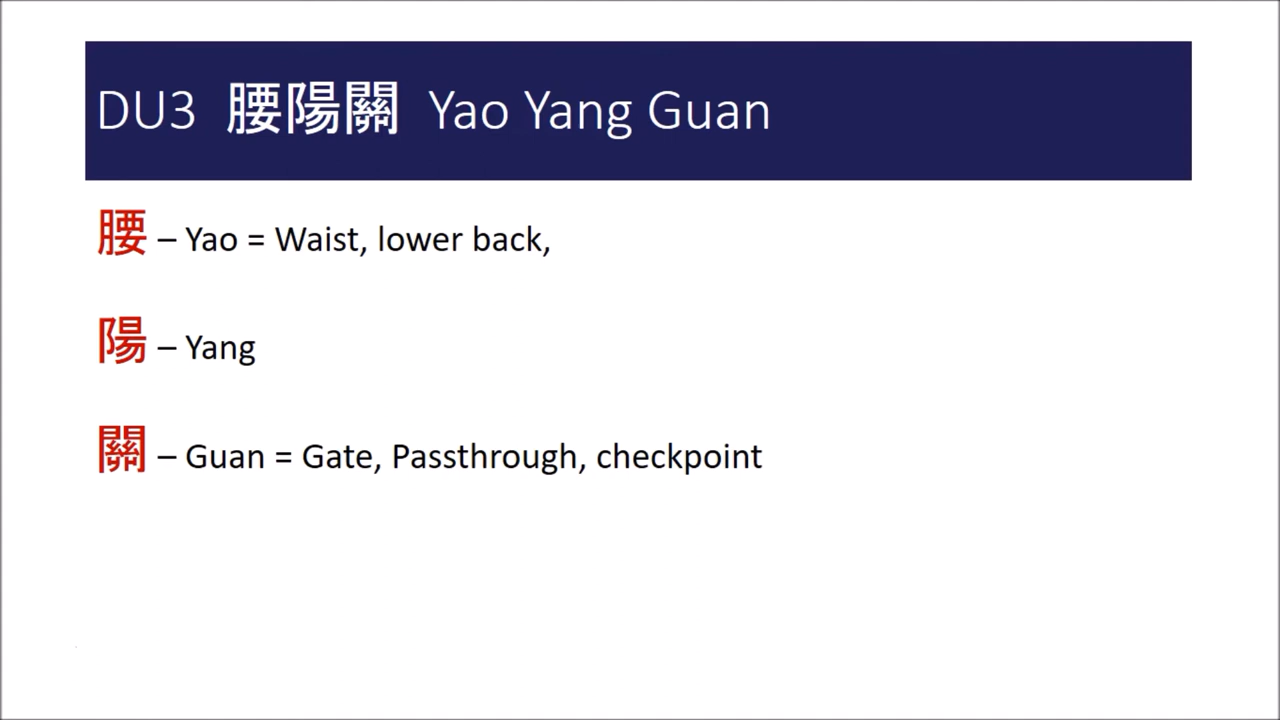 DU3 腰陽關 Yao Yang Guan
腰 – Yao = Waist, lower back,
陽 – Yang
關 – Guan = Gate, Passthrough, checkpoint